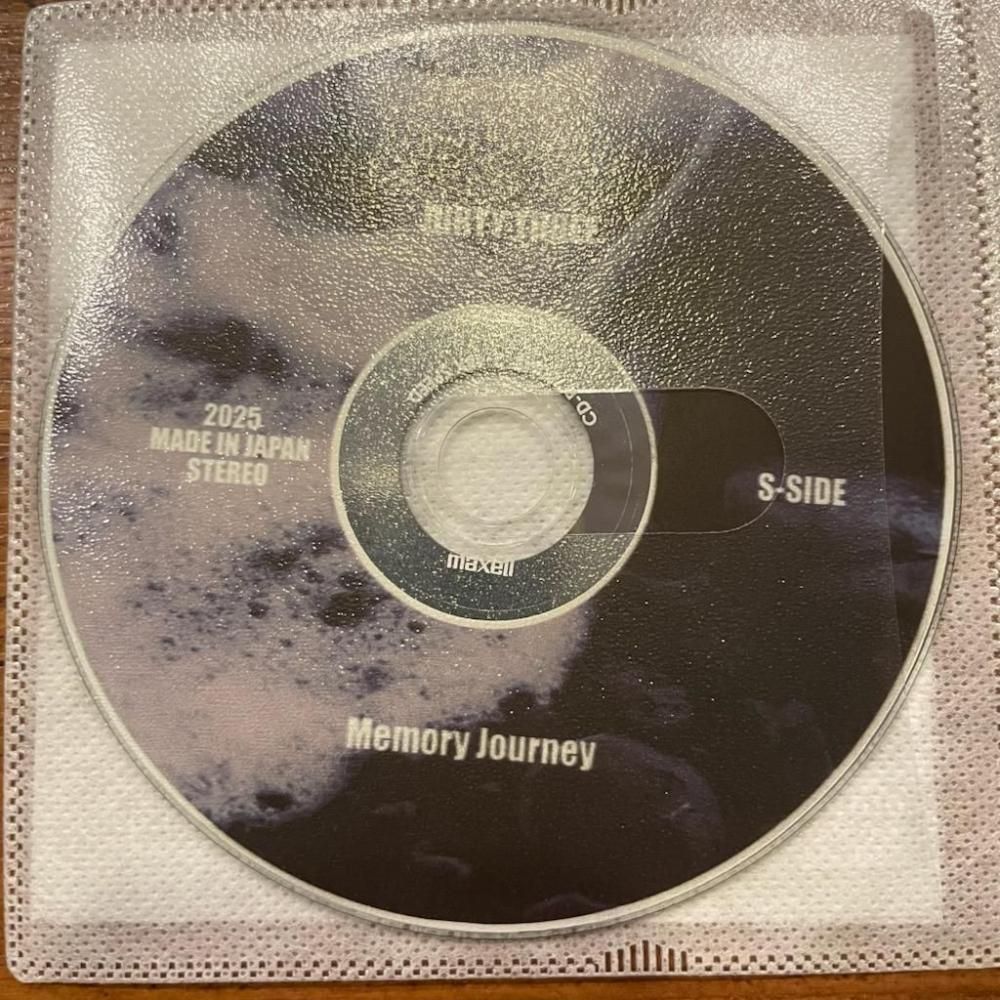 2025
MADE IN JAPAN
STEREO
S-SIDE
maxell
Memory Journey